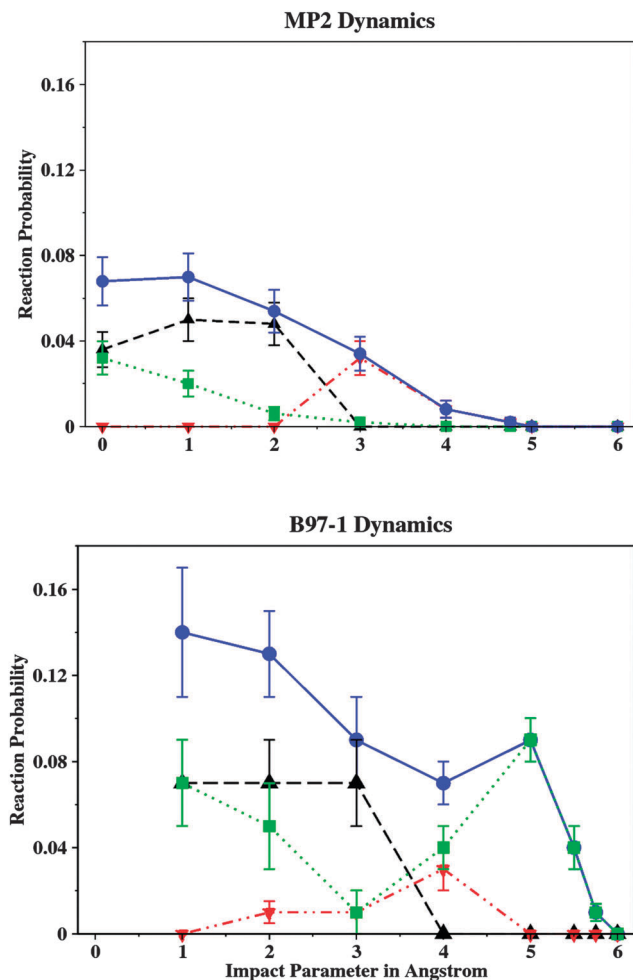 MP2 Dynamics
0.16
0.12
0.08
0.04
0
Reaction Probability
0 1 2 3 4 5 6
B97-1 Dynamics
0.16
0.12
0.08
0.04
0
Reaction Probability
0 1 2 3 4 5 6
Impact Parameter in Angstrom